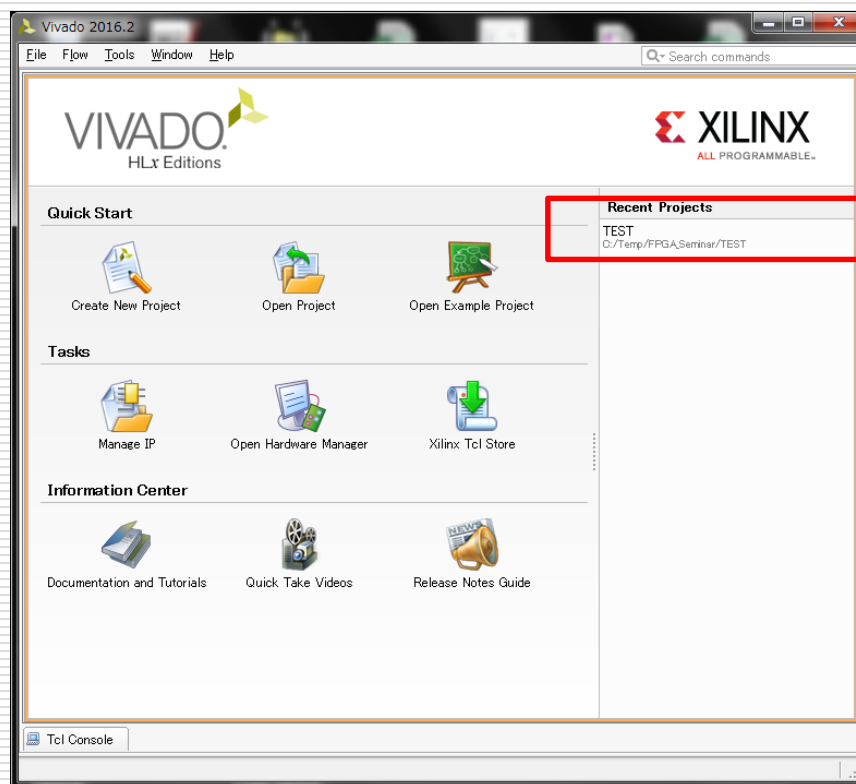 Vivado 2016.2
File Flow Tools Window Help
Search commands
VIVADO.
HLx Editions
XILINX
ALL PROGRAMMABLE™
Quick Start
Create New Project
Open Project
Open Example Project
Tasks
Manage IP
Open Hardware Manager
Xilinx Tcl Store
Information Center
NEWS
Documentation and Tutorials
Quick Take Videos
Release Notes Guide
Recent Projects
TEST
C:/Temp/FPGA_Seminar/TEST
Tcl Console